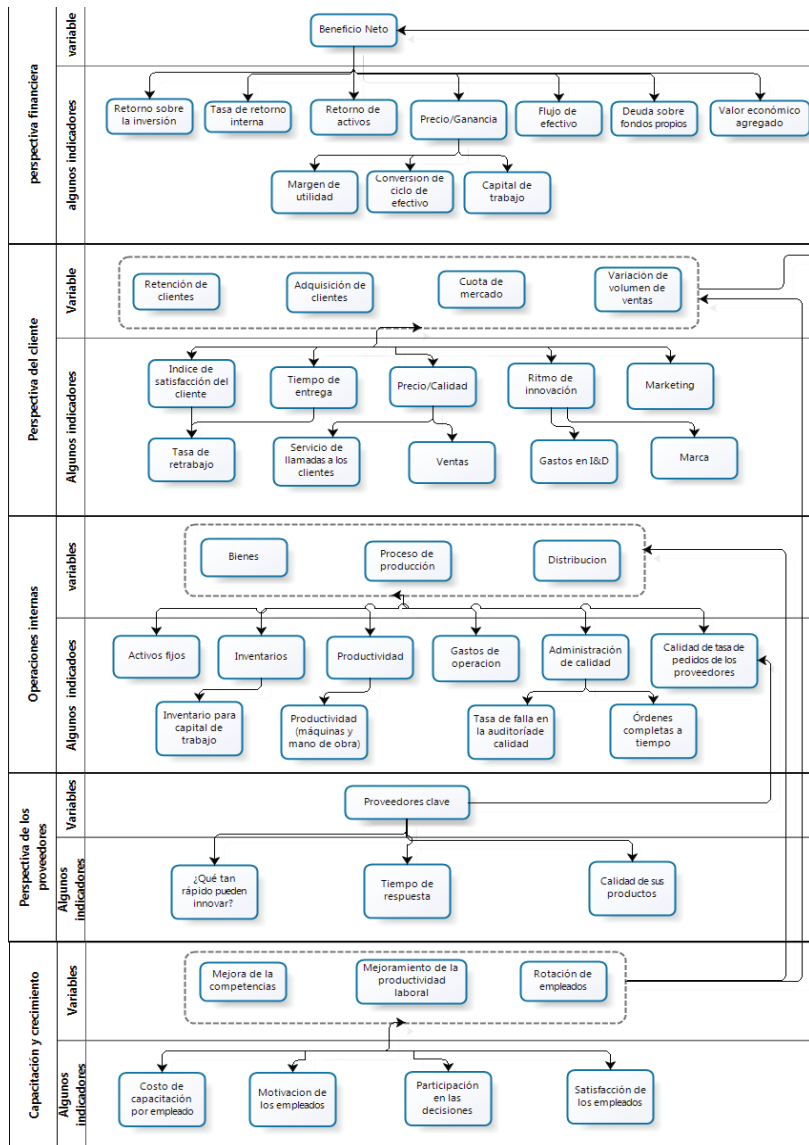 perspectiva financiera
variable
Beneficio Neto
algunos indicadores
Retorno sobre
la inversión
Tasa de retorno
interna
Retorno de
activos
Precio/Ganancia
Flujo de
efectivo
Deuda sobre
fondos propios
Valor económico
agregado
Margen de
utilidad
Conversión de
ciclo de
efectivo
Capital de
trabajo
Perspectiva del cliente
Variable
Retención de
clientes
Adquisición de
clientes
Cuota de
mercado
Variación de
volumen de
ventas
Algunos indicadores
Indice de
satisfacción del
cliente
Tiempo de
entrega
Precio/Calidad
Ritmo de
innovación
Marketing
Tasa de
retrabajo
Servicio de
llamadas a los
clientes
Ventas
Gastos en I&D
Marca
Operaciones internas
variables
Bienes
Proceso de
producción
Distribucion
Algunos indicadoees
Activos fijos
Inventarios
Productividad
Gastos de
operacion
Administración
de calidad
Calidad de tasa de
pedidos de los
proveedores
Inventario para
capital de
trabajo
Productividad
(máquinas y
mano de obra)
Tasa de falla en
la auditoríade
calidad
Órdenes
completas a
tiempo
Perspectiva de los
proveedores
Variables
Proveedores clave
Algunos
indicadores
¿Qué tan
rápido pueden
innovar?
Tiempo de
respuesta
Calidad de sus
productos
Capacitación y crecimiento
Variables
Mejora de la
competencias
Mejoramiento de la
productividad
laboral
Rotación de
empleados
Algunos
indicadores
Costo de
capacitación
por empleado
Motivacion de
los empleados
Participación
en las
decisiones
Satisfacción de
los empleados